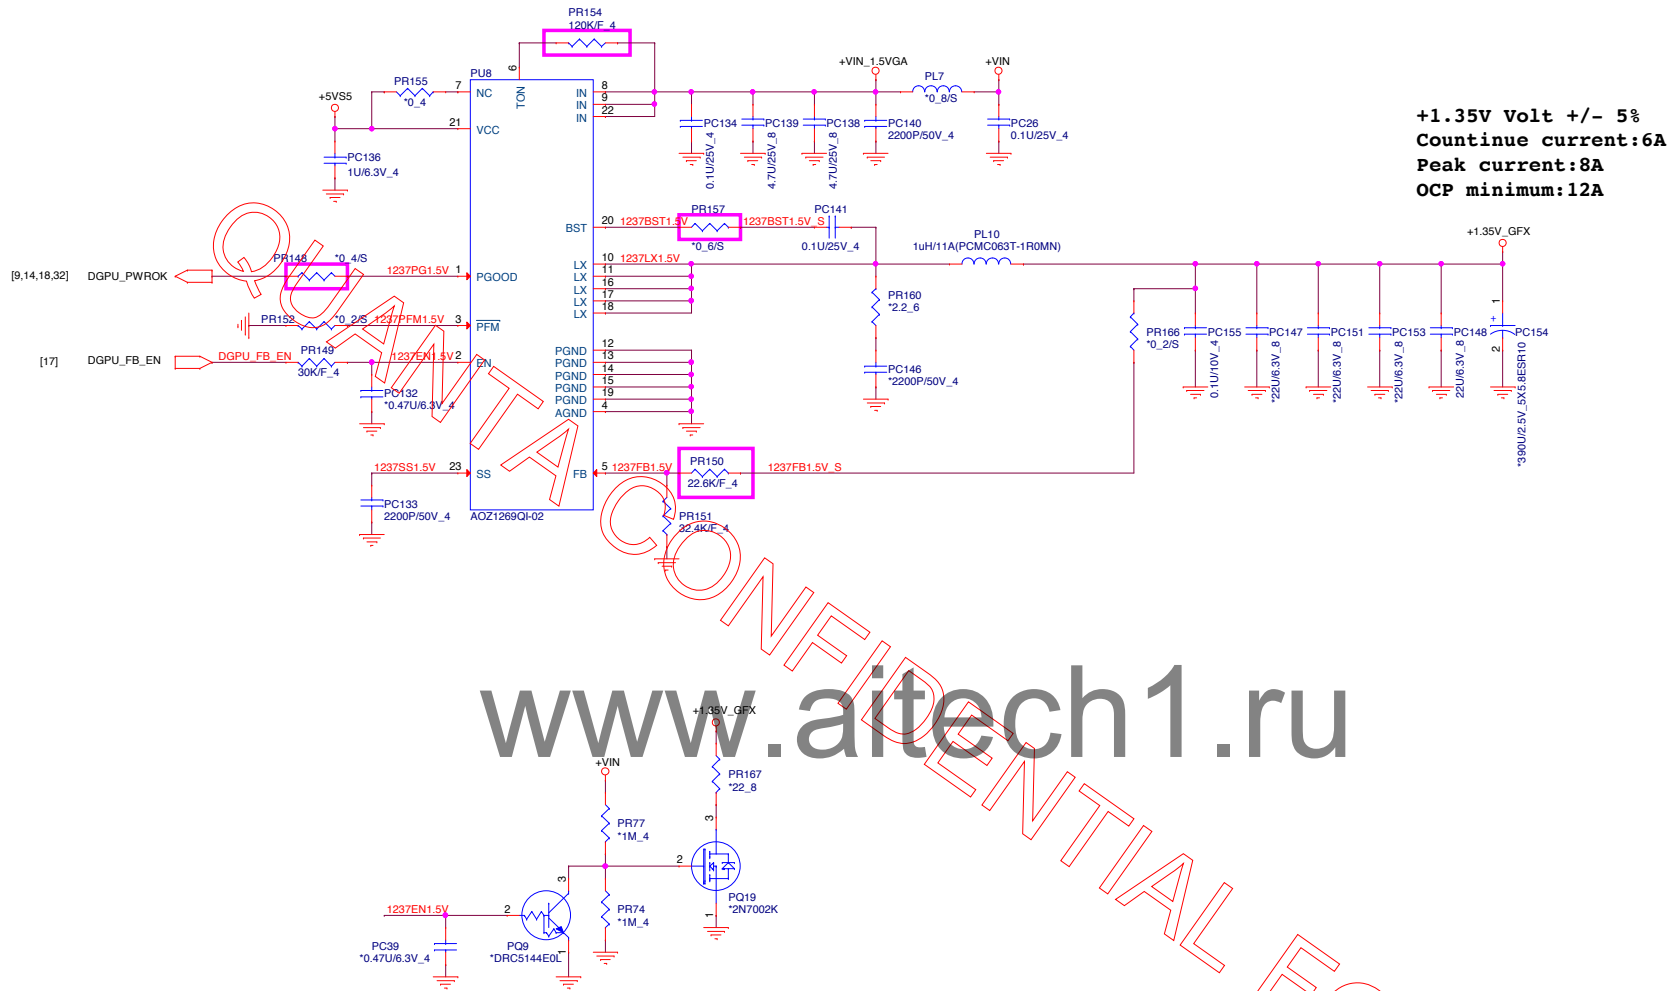 PR154
120K/F_4
PU8
6
TON
+VIN_1.5VGA
+VIN
PR155
*0_4
7
NC
+5VS5
21
VCC
IN
8
IN
9
IN
22
PL7
*0_8/S
PC134
0.1U/25V_4
PC139
4.7U/25V_8
PC138
4.7U/25V_8
PC140
2200P/50V_4
PC26
0.1U/25V_4
+1.35V Volt +/- 5%
Countinue current:6A
Peak current:8A
OCP minimum:12A
PC136
1U/6.3V_4
BST
20
1237BST1.5V
PR157
*0_6/S
1237BST1.5V_S
PC141
0.1U/25V_4
PL10
1uH/11A(PCMC063T-1R0MN)
+1.35V_GFX
[9,14,18,32]
DGPU_PWROK
PR148
*0_4/S
1237PG1.5V
1
PGOOD
LX
10
1237LX1.5V
LX
11
LX
16
LX
17
LX
18
PR152
*0_2/S
1237PFM1.5V
3
PFM
PR160
*2.2_6
[17]
DGPU_FB_EN
DGPU_FB_EN
PR149
30K/F_4
1237EN1.5V
2
EN
PC132
*0.47U/6.3V_4
PGND
12
PGND
13
PGND
14
PGND
15
PGND
19
AGND
4
PC146
*2200P/50V_4
PR166
*0_2/S
PC155
0.1U/10V_4
PC147
*22U/6.3V_8
PC151
*22U/6.3V_8
PC153
*22U/6.3V_8
PC148
22U/6.3V_8
1
+
PC154
2
*390U/2.5V_5X5.8ESR10
1237SS1.5V
23
SS
PC133
2200P/50V_4
FB
5
1237FB1.5V
PR150
22.6K/F_4
1237FB1.5V_S
AOZ1269QI-02
PR151
32.4K/F_4
QUANTA CONFIDENTIAL
www.aitech1.ru
+1.35V_GFX
+VIN
PR167
*22_8
PR77
*1M_4
3
2
PQ19
*2N7002K
1
1237EN1.5V
2
3
PR74
*1M_4
PC39
*0.47U/6.3V_4
PQ9
*DRC5144E0L
1